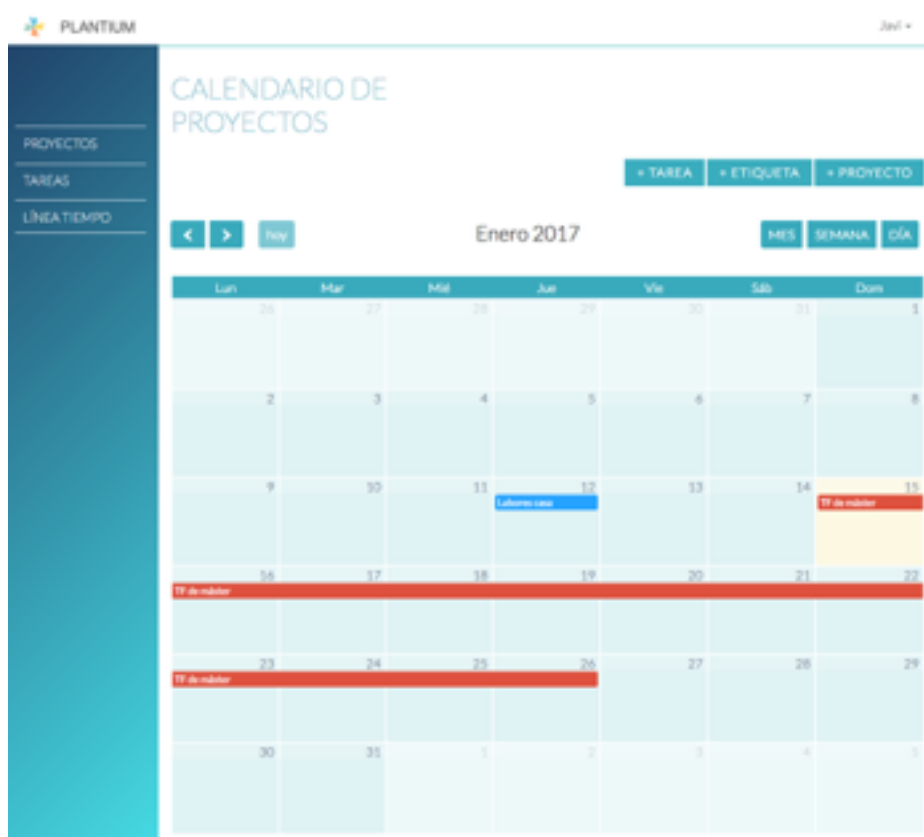 PLANTIUM
Javi
CALENDARIO DE
PROYECTOS
PROYECTOS
TAREAS
LÍNEA TIEMPO
+ TAREA + ETIQUETA + PROYECTO
< > hoy Enero 2017 MES SEMANA DÍA
Lun Mar Mié Jue Vie Sáb Dom
26 27 28 29 30 31 1
2 3 4 5 6 7 8
9 10 11 12 13 14 15
Labores casa TF de máster
16 17 18 19 20 21 22
TF de máster
23 24 25 26 27 28 29
TF de máster
30 31 1 2 3 4 5